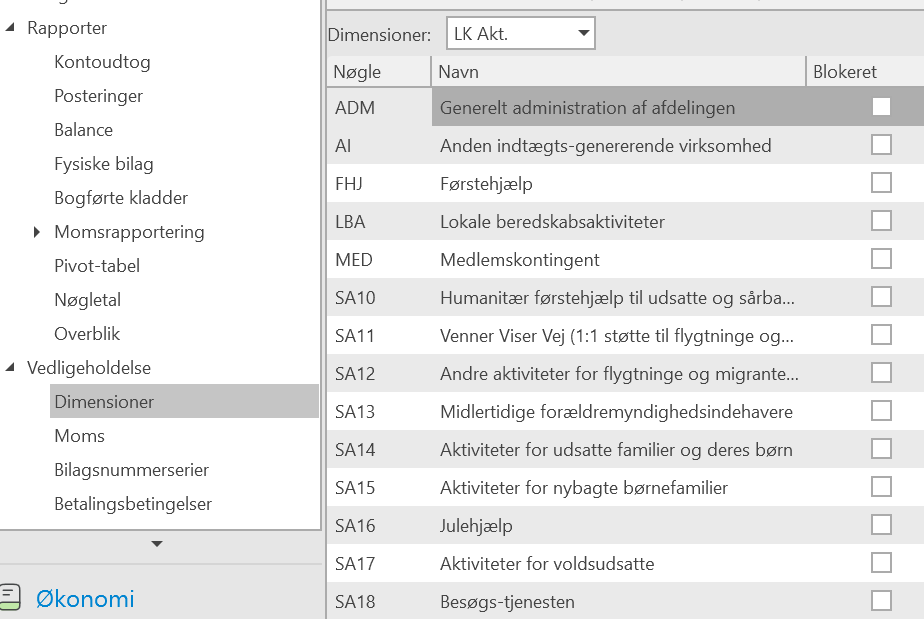 Rapporter
Kontoudtog
Posteringer
Balance
Fysiske bilag
Bogførte kladder
Momsrapportering
Pivot-tabel
Nøgletal
Overblik
Vedligeholdelse
Dimensioner
Moms
Bilagsnummerserier
Betalingsbetingelser
Økonomi
Dimensioner: LK Akt.
Nøgle Navn Blokeret
ADM Generelt administration af afdelingen
AI Anden indtægts-genererende virksomhed
FHJ Førstehjælp
LBA Lokale beredskabsaktiviteter
MED Medlemskontingent
SA10 Humanitær førstehjælp til udsatte og sårba...
SA11 Venner Viser Vej (1:1 støtte til flygtninge og...
SA12 Andre aktiviteter for flygtninge og migrante...
SA13 Midlertidige forældremyndighedsindehavere
SA14 Aktiviteter for udsatte familier og deres børn
SA15 Aktiviteter for nybagte børnefamilier
SA16 Julehjælp
SA17 Aktiviteter for voldsudsatte
SA18 Besøgs-tjenesten